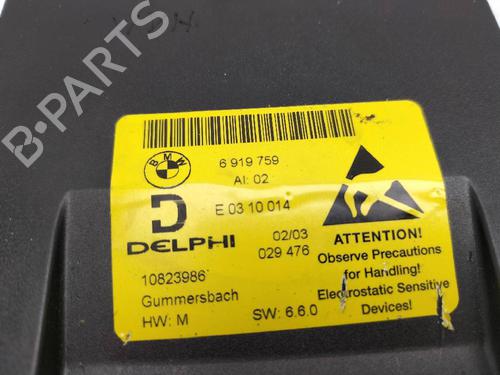 B-PARTS
BMW
6 919 759
AI: 02
D
E 03 10 014
DELPHI
02/03
029 476
10823986
Gummersbach
HW: M
SW: 6.6.0
ATTENTION!
Observe Precautions
for Handling!
Electrostatic Sensitive
Devices!